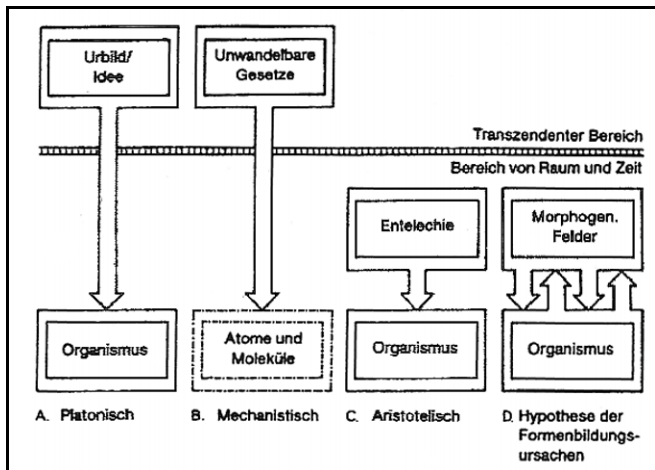 Urbild/
Idee
Unwandelbare
Gesetze
Transzendenter Bereich
Bereich von Raum und Zeit
Entelechie
Morphogen.
Felder
Organismus
Atome und
Moleküle
Organismus
Organismus
A. Platonisch
B. Mechanistisch
C. Aristotelisch
D. Hypothese der
Formenbildungs-
ursachen